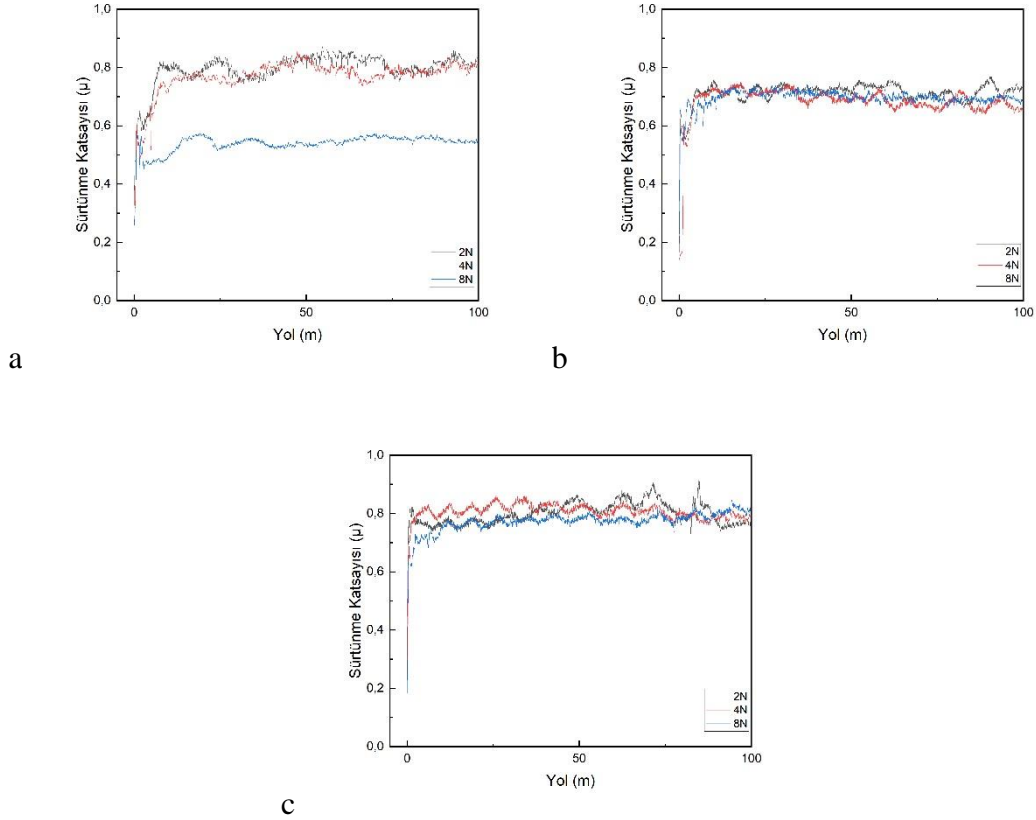 1,0
0,8
0,6
0,4
0,2
0,0
Sürtünme Katsayısı (μ)
2N
4N
8N
0 50 100
Yol (m)
a
1,0
0,8
0,6
0,4
0,2
0,0
Sürtünme Katsayısı (μ)
2N
4N
8N
0 50 100
Yol (m)
b
1,0
0,8
0,6
0,4
0,2
0,0
Sürtünme Katsayısı (μ)
2N
4N
8N
0 50 100
Yol (m)
c